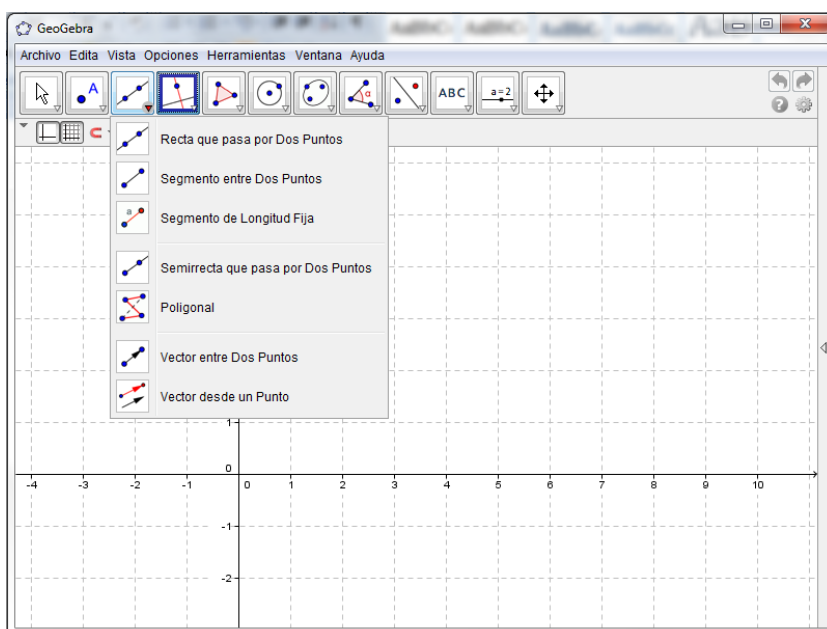 GeoGebra
Archivo Edita Vista Opciones Herramientas Ventana Ayuda
A
α
ABC
a=2
Recta que pasa por Dos Puntos
Segmento entre Dos Puntos
a
Segmento de Longitud Fija
Semirrecta que pasa por Dos Puntos
Poligonal
Vector entre Dos Puntos
Vector desde un Punto
1
0
-4 -3 -2 -1 0 1 2 3 4 5 6 7 8 9 10
-1
-2